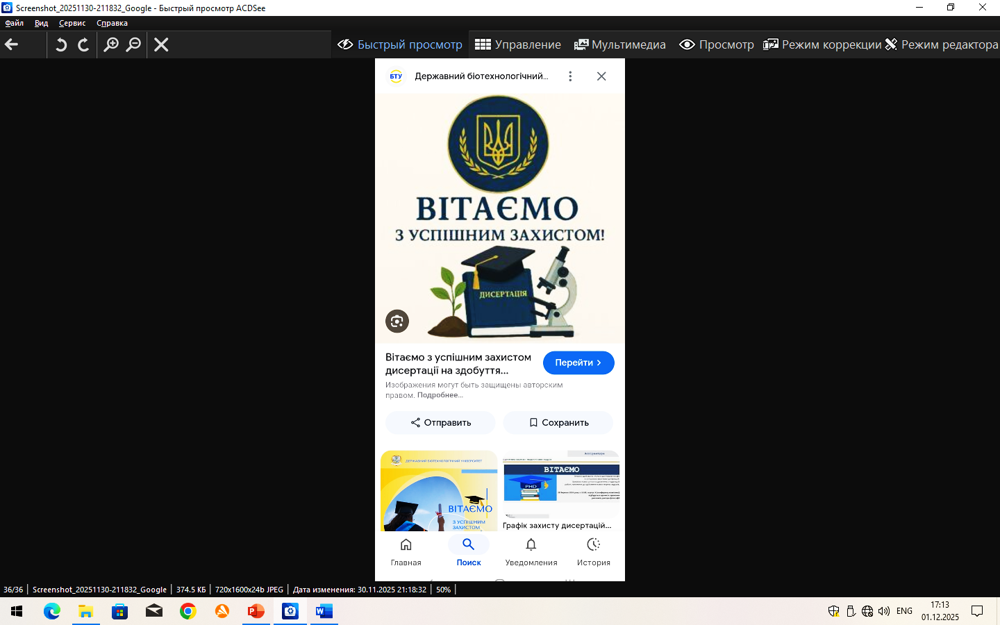 Screenshot_20251130-211832_Google - Быстрый просмотр ACDSee
Файл Вид Сервис Справка
Быстрый просмотр Управление Мультимедиа Просмотр Режим коррекции Режим редактора
БТУ Державний біотехнологічний...
ВІТАЄМО
З УСПІШНИМ ЗАХИСТОМ!
ДИСЕРТАЦІЯ
Вітаємо з успішним захистом
дисертації на здобуття...
Перейти
Изображения могут быть защищены авторским
правом. Подробнее...
Отправить Сохранить
ДЕРЖАВНИЙ БІОТЕХНОЛОГІЧНИЙ УНІВЕРСИТЕТ
ВІТАЄМО
З УСПІШНИМ
ЗАХИСТОМ
ВІТАЄМО
PHD
Графік захисту дисертацій...
Главная Поиск Уведомления История
36/36 Screenshot_20251130-211832_Google 374.5 КБ 720x1600x24b JPEG Дата изменения: 30.11.2025 21:18:32 50%
ENG 17:13
01.12.2025